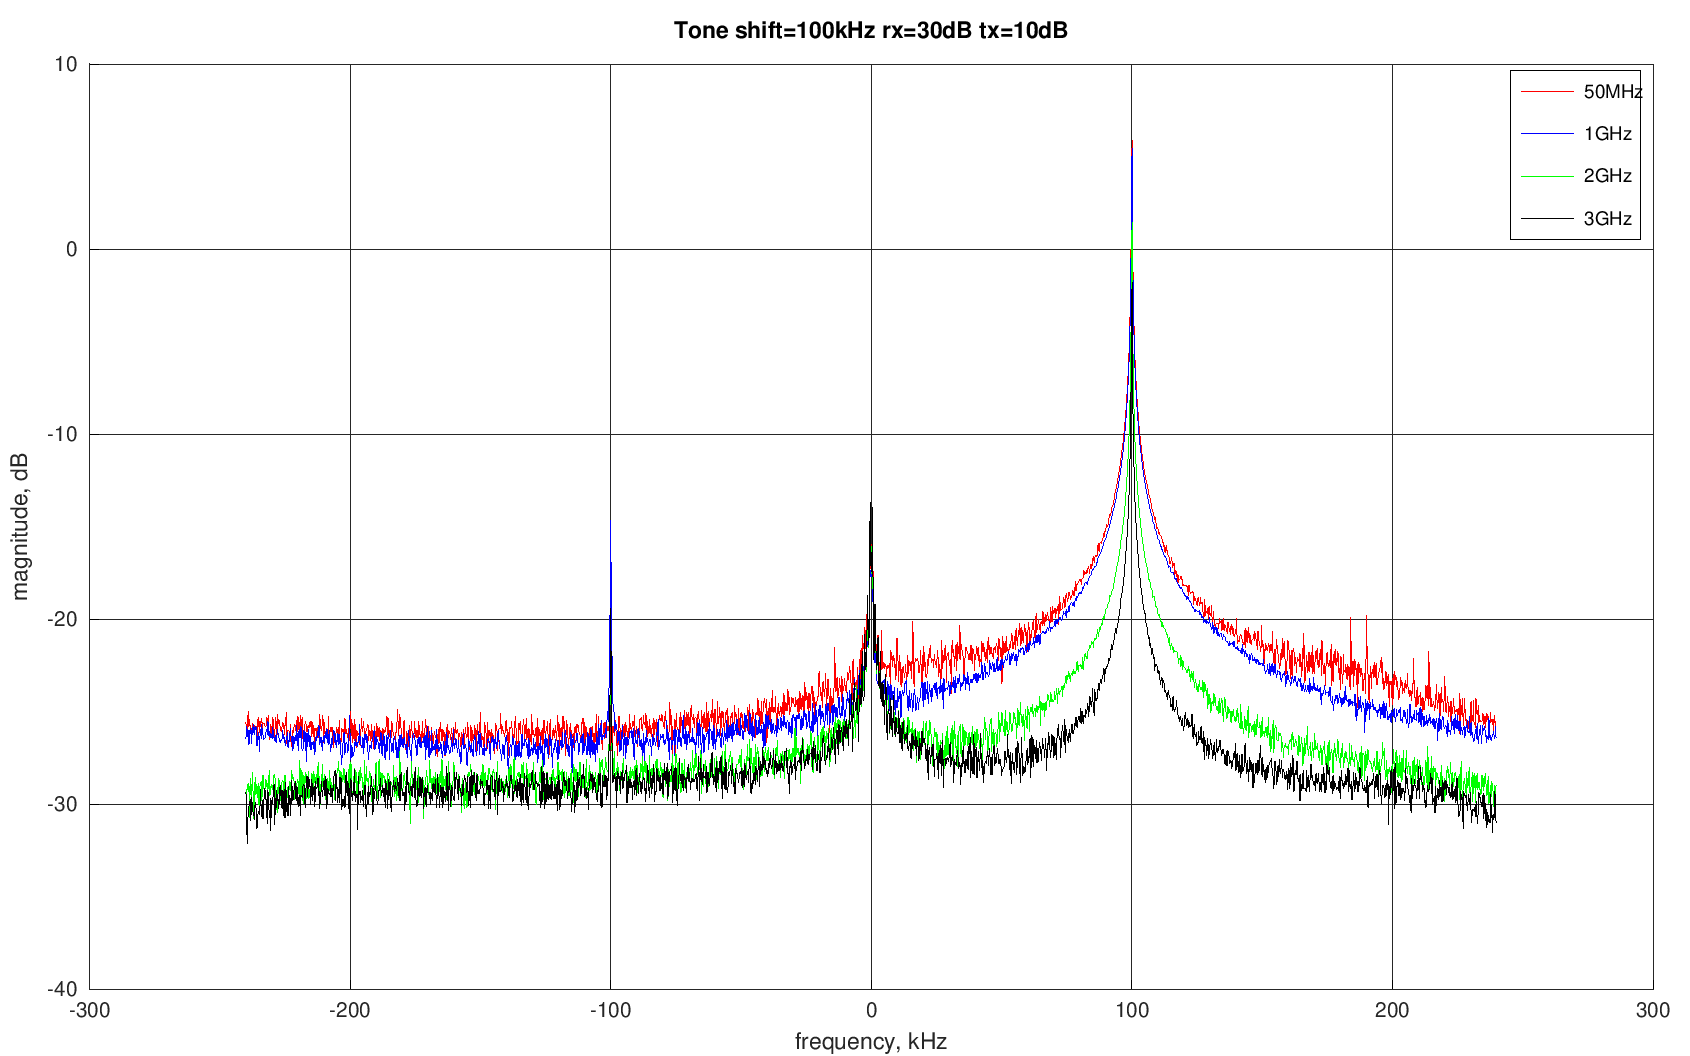 Tone shift=100kHz rx=30dB tx=10dB
10
0
-10
-20
-30
-40
magnitude, dB
50MHz
1GHz
2GHz
3GHz
-300
-200
-100
0
100
200
300
frequency, kHz